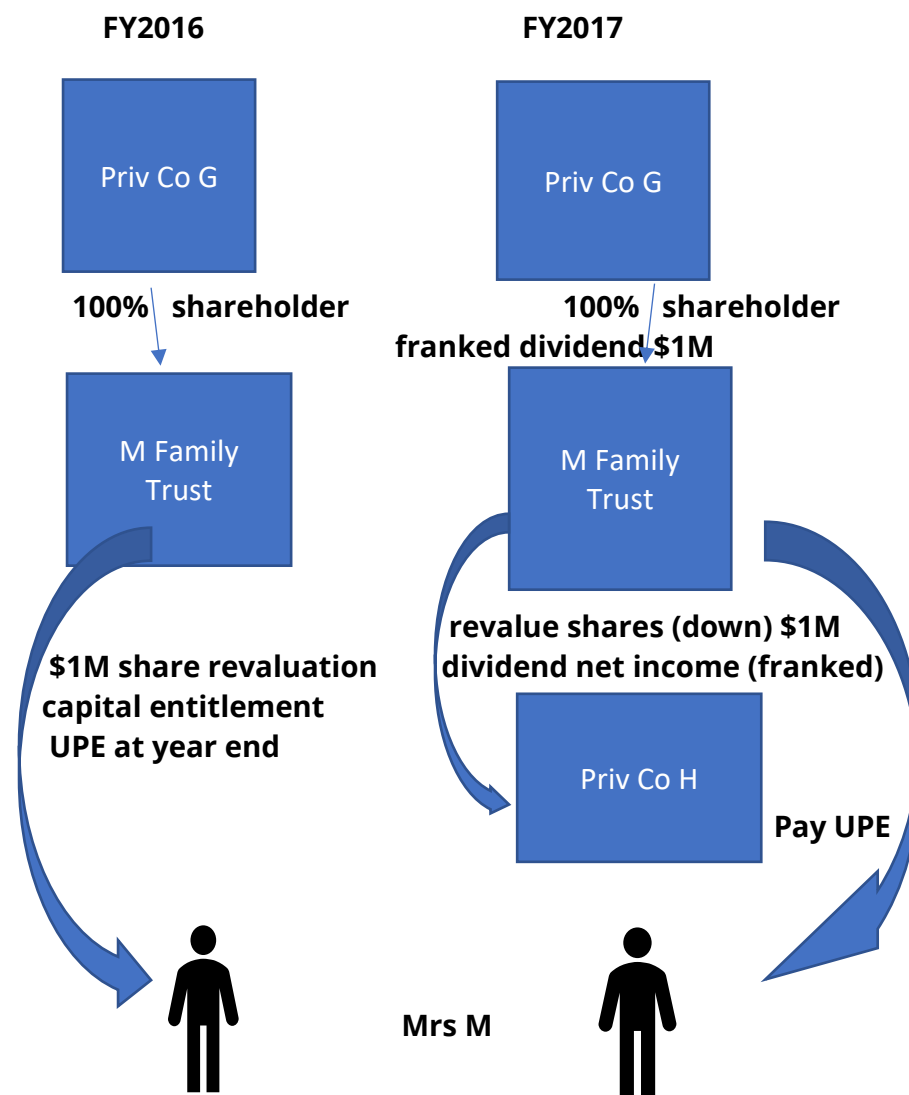 FY2016
FY2017
Priv Co G
Priv Co G
100% shareholder
100% shareholder
franked dividend $1M
M Family
Trust
M Family
Trust
$1M share revaluation
capital entitlement
UPE at year end
revalue shares (down) $1M
dividend net income (franked)
Priv Co H
Pay UPE
Mrs M